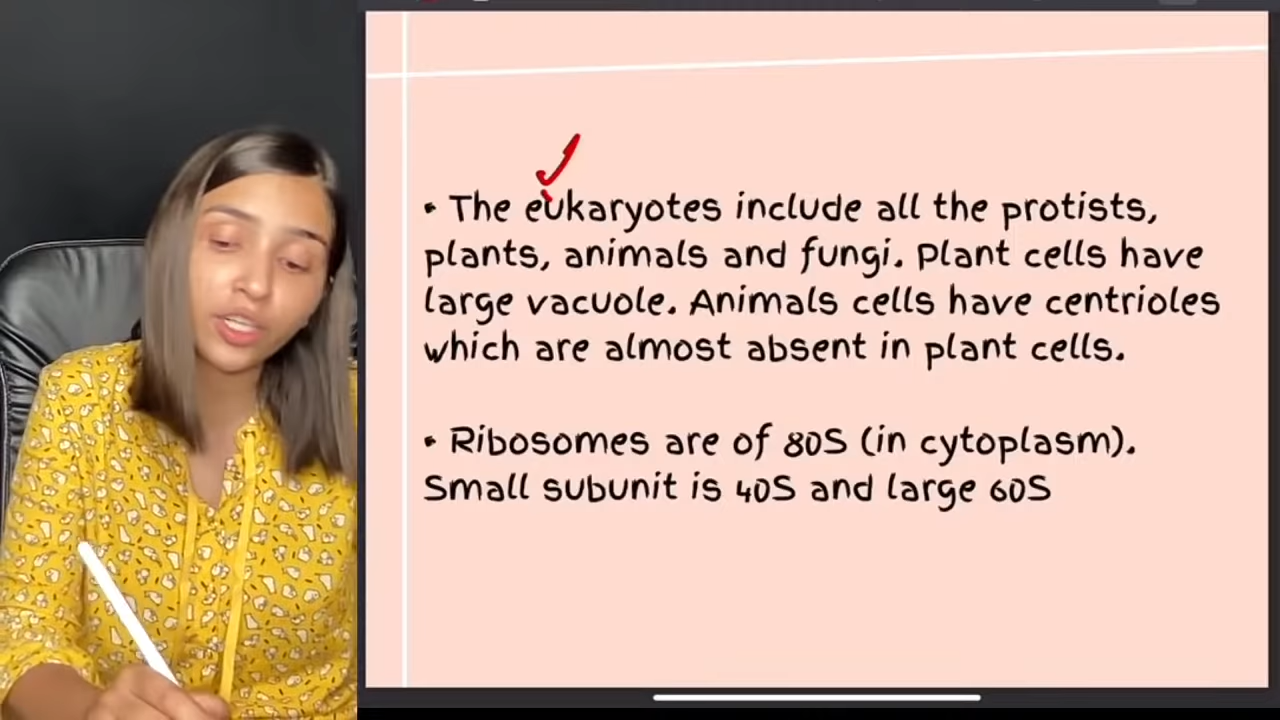 • The eukaryotes include all the protists,
plants, animals and fungi. Plant cells have
large vacuole. Animals cells have centrioles
which are almost absent in plant cells.
• Ribosomes are of 80S (in cytoplasm).
Small subunit is 40S and large 60S